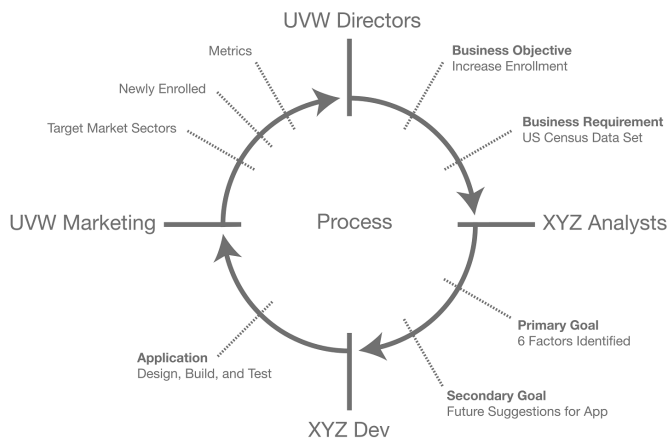 UVW Directors
Metrics
Business Objective
Increase Enrollment
Newly Enrolled
Target Market Sectors
Business Requirement
US Census Data Set
UVW Marketing
Process
XYZ Analysts
Primary Goal
6 Factors Identified
Application
Design, Build, and Test
Secondary Goal
Future Suggestions for App
XYZ Dev